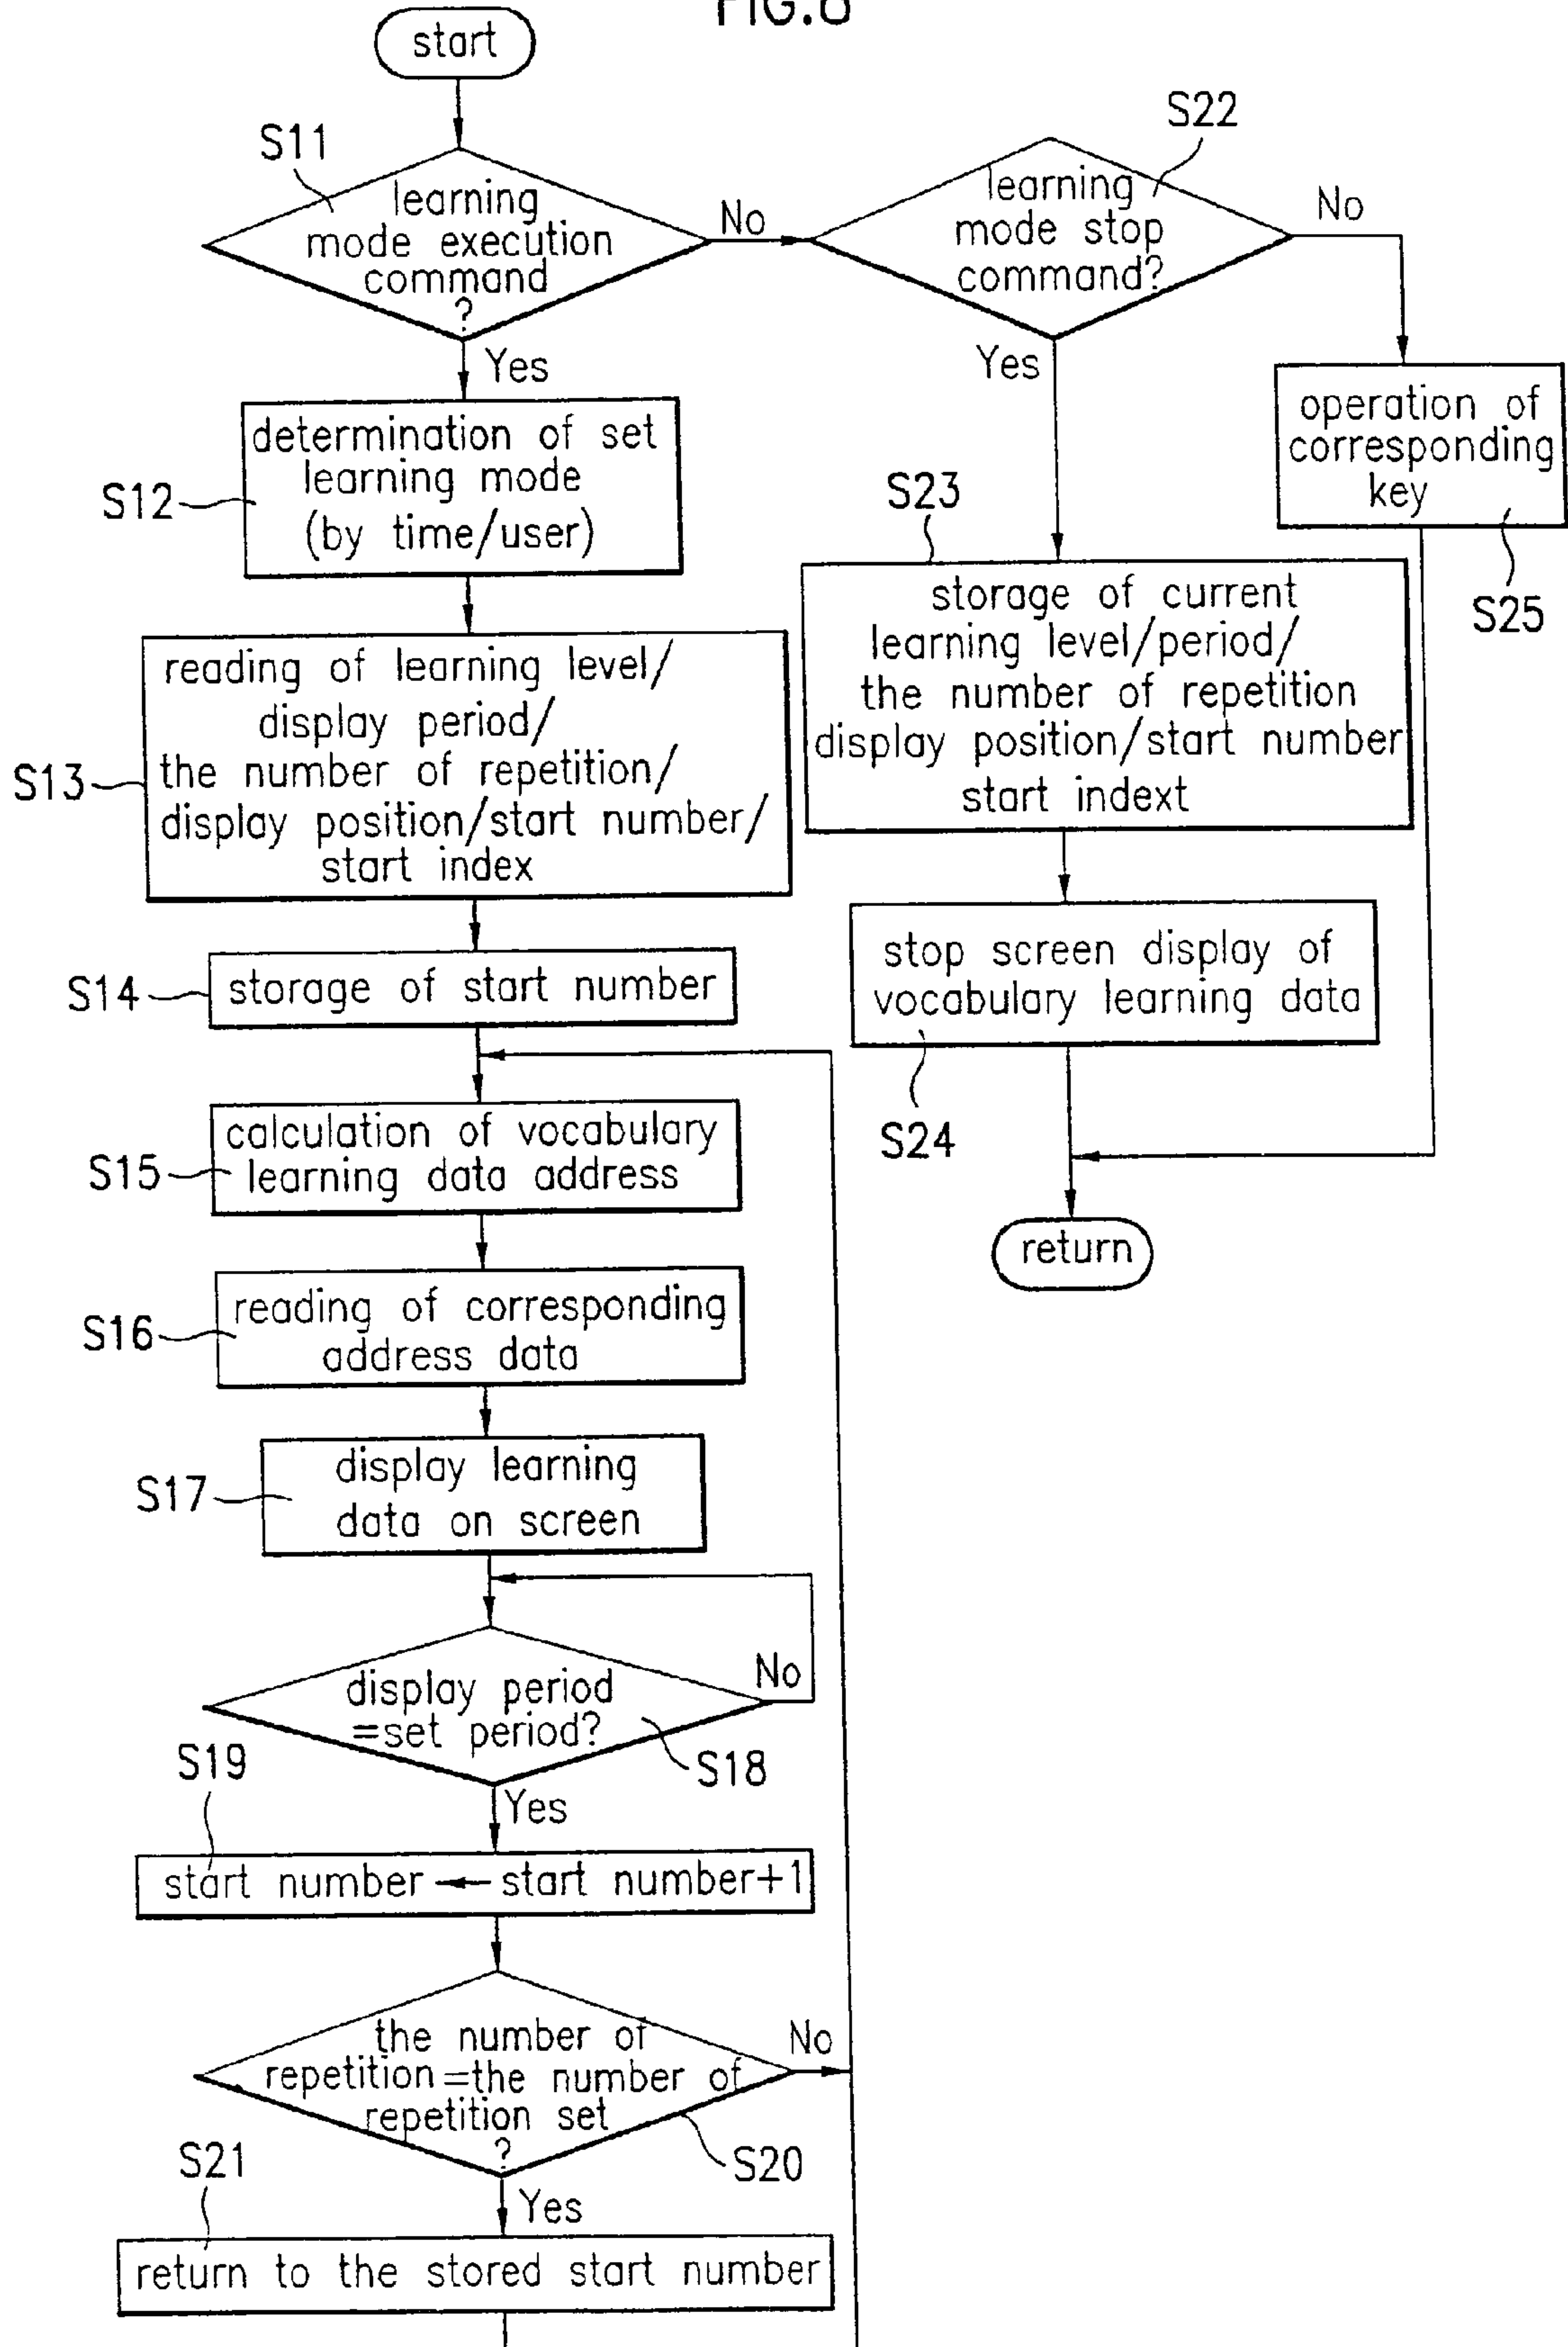 FIG.8
start
S11
learning
mode execution
command
?
No
Yes
S22
learning
mode stop
command?
No
Yes
S12
determination of set
learning mode
(by time/user)
operation of
corresponding
key
S25
S13
reading of learning level/
display period/
the number of repetition/
display position/start number/
start index
S23
storage of current
learning level/period/
the number of repetition
display position/start number
start indext
S14
storage of start number
stop screen display of
vocabulary learning data
S24
S15
calculation of vocabulary
learning data address
return
S16
reading of corresponding
address data
S17
display learning
data on screen
display period
=set period?
No
S18
Yes
S19
start number ← start number+1
the number of
repetition=the number of
repetition set
?
No
S20
Yes
S21
return to the stored start number